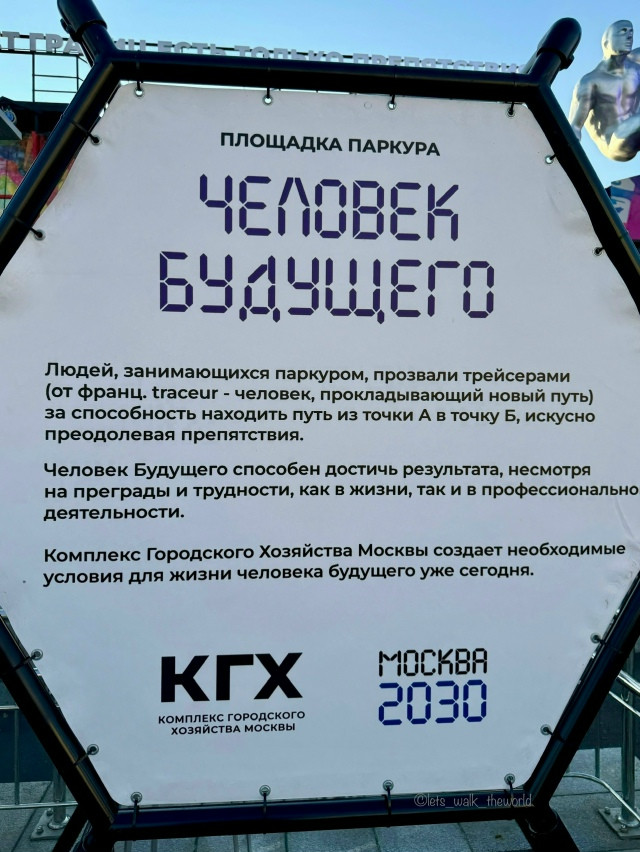 ЕСТЬ ТОЛЬКО ПРЕПЯТСТВИ
ПЛОЩАДКА ПАРКУРА
ЧЕЛОВЕК
БУДУЩЕГО
Людей, занимающихся паркуром, прозвали трейсерами
(от франц. traceur - человек, прокладывающий новый путь)
за способность находить путь из точки А в точку Б, искусно
преодолевая препятствия.
Человек Будущего способен достичь результата, несмотря
на преграды и трудности, как в жизни, так и в профессионально
деятельности.
Комплекс Городского Хозяйства Москвы создает необходимые
условия для жизни человека будущего уже сегодня.
КГХ
КОМПЛЕКС ГОРОДСКОГО
ХОЗЯЙСТВА МОСКВЫ
МОСКВА
2030
©lets_walk_theworld